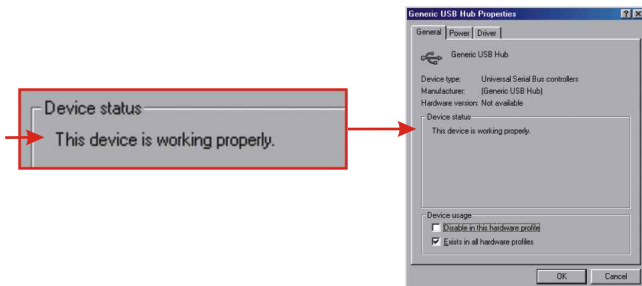 Device status
This device is working properly.
Generic USB Hub Properties
General Power Driver
Generic USB Hub
Device type: Universal Serial Bus controllers
Manufacturer: (Generic USB Hub)
Hardware version: Not available
Device status
This device is working properly.
Device usage
Disable in this hardware profile
Exists in all hardware profiles
OK Cancel